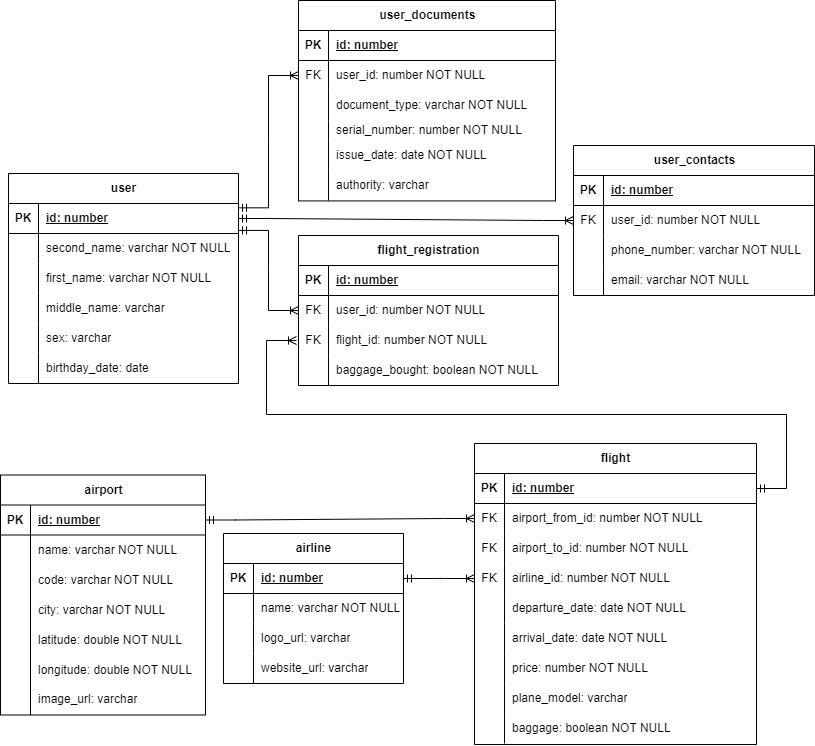 user_documents
PK id: number
FK user_id: number NOT NULL
document_type: varchar NOT NULL
serial_number: number NOT NULL
issue_date: date NOT NULL
authority: varchar
user_contacts
PK id: number
FK user_id: number NOT NULL
phone_number: varchar NOT NULL
email: varchar NOT NULL
user
PK id: number
second_name: varchar NOT NULL
first_name: varchar NOT NULL
middle_name: varchar
sex: varchar
birthday_date: date
flight_registration
PK id: number
FK user_id: number NOT NULL
FK flight_id: number NOT NULL
baggage_bought: boolean NOT NULL
flight
PK id: number
FK airport_from_id: number NOT NULL
FK airport_to_id: number NOT NULL
FK airline_id: number NOT NULL
departure_date: date NOT NULL
arrival_date: date NOT NULL
price: number NOT NULL
plane_model: varchar
baggage: boolean NOT NULL
airport
PK id: number
name: varchar NOT NULL
code: varchar NOT NULL
city: varchar NOT NULL
latitude: double NOT NULL
longitude: double NOT NULL
image_url: varchar
airline
PK id: number
name: varchar NOT NULL
logo_url: varchar
website_url: varchar